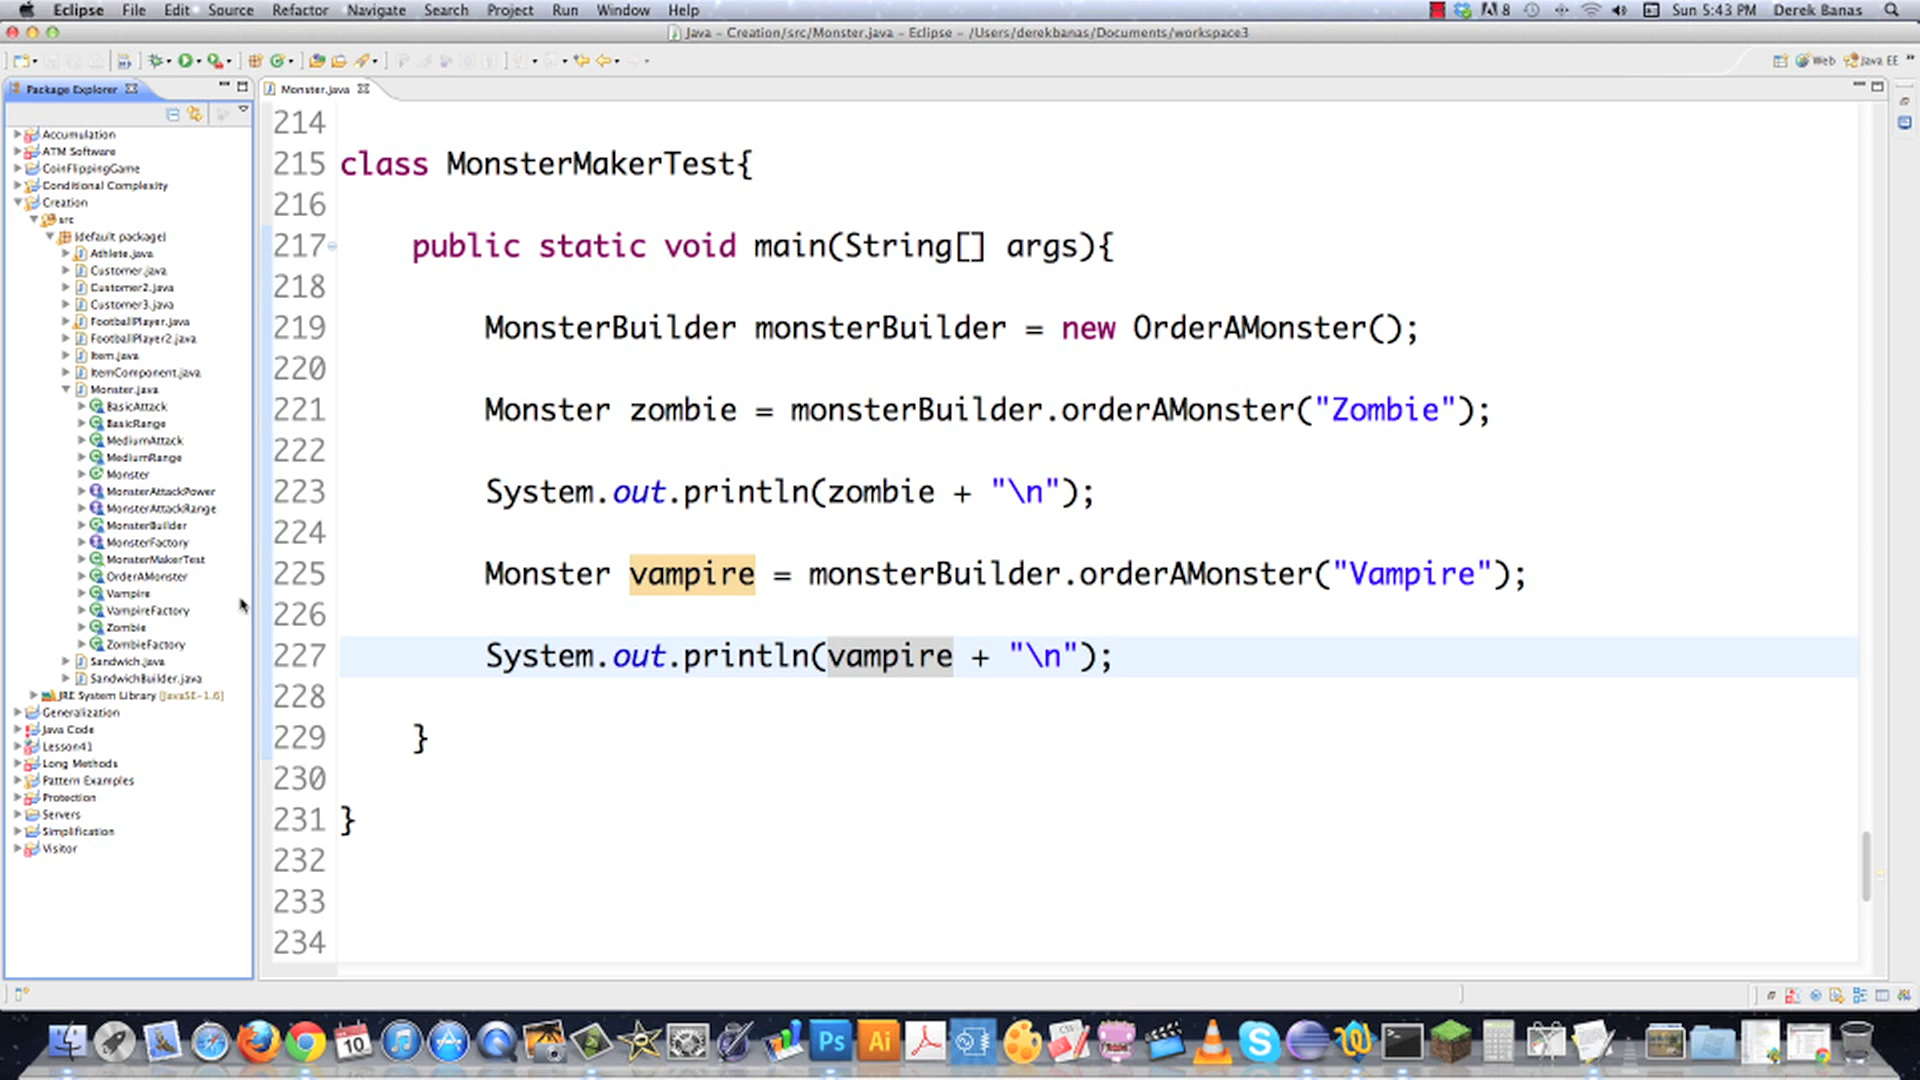 Eclipse File Edit Source Refactor Navigate Search Project Run Window Help 8 Sun 5:43 PM Derek Banas
Java - Creation/src/Monster.java - Eclipse - /Users/derekbanas/Documents/workspace3
Web Java EE
Package Explorer
Monster.java
Accumulation
ATM Software
CoinFlippingGame
Conditional Complexity
Creation
src
(default package)
Athlete.java
Customer.java
Customer2.java
Customer3.java
FootballPlayer.java
FootballPlayer2.java
Item.java
ItemComponent.java
Monster.java
BasicAttack
BasicRange
MediumAttack
MediumRange
Monster
MonsterAttackPower
MonsterAttackRange
MonsterBuilder
MonsterFactory
MonsterMakerTest
OrderAMonster
Vampire
VampireFactory
Zombie
ZombieFactory
Sandwich.java
SandwichBuilder.java
JRE System Library [JavaSE-1.6]
Generalization
Java Code
Lesson41
Long Methods
Pattern Examples
Protection
Servers
Simplification
Visitor
214
215 class MonsterMakerTest{
216
217 public static void main(String[] args){
218
219 MonsterBuilder monsterBuilder = new OrderAMonster();
220
221 Monster zombie = monsterBuilder.orderAMonster("Zombie");
222
223 System.out.println(zombie + "\n");
224
225 Monster vampire = monsterBuilder.orderAMonster("Vampire");
226
227 System.out.println(vampire + "\n");
228
229 }
230
231 }
232
233
234
10
Ps
Ai